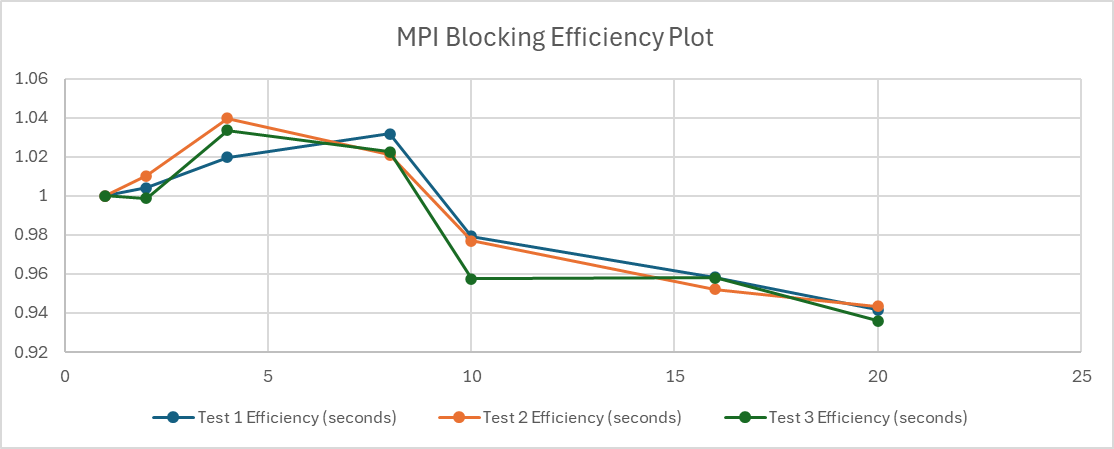 MPI Blocking Efficiency Plot
1.06
1.04
1.02
1
0.98
0.96
0.94
0.92
0 5 10 15 20 25
Test 1 Efficiency (seconds) Test 2 Efficiency (seconds) Test 3 Efficiency (seconds)